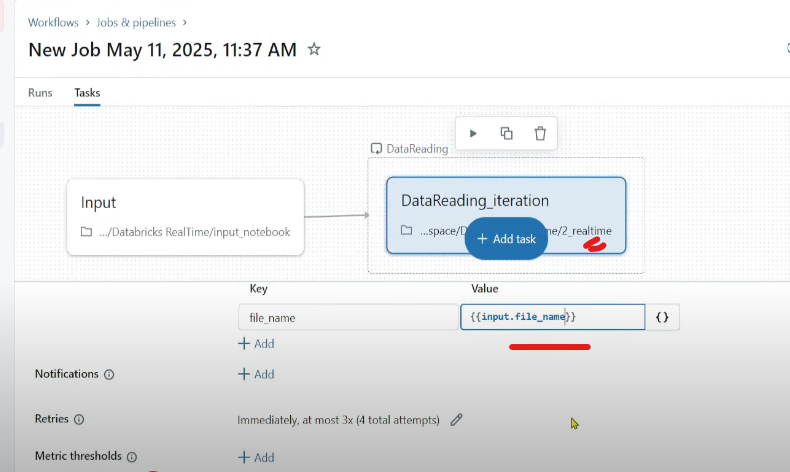 Workflows > Jobs & pipelines >
New Job May 11, 2025, 11:37 AM
Runs Tasks
DataReading
Input
.../Databricks RealTime/input_notebook
DataReading_iteration
...space/D ne/2_realtime
+ Add task
Key Value
file_name {{input.file_name}} {}
+ Add
Notifications + Add
Retries Immediately, at most 3x (4 total attempts)
Metric thresholds + Add